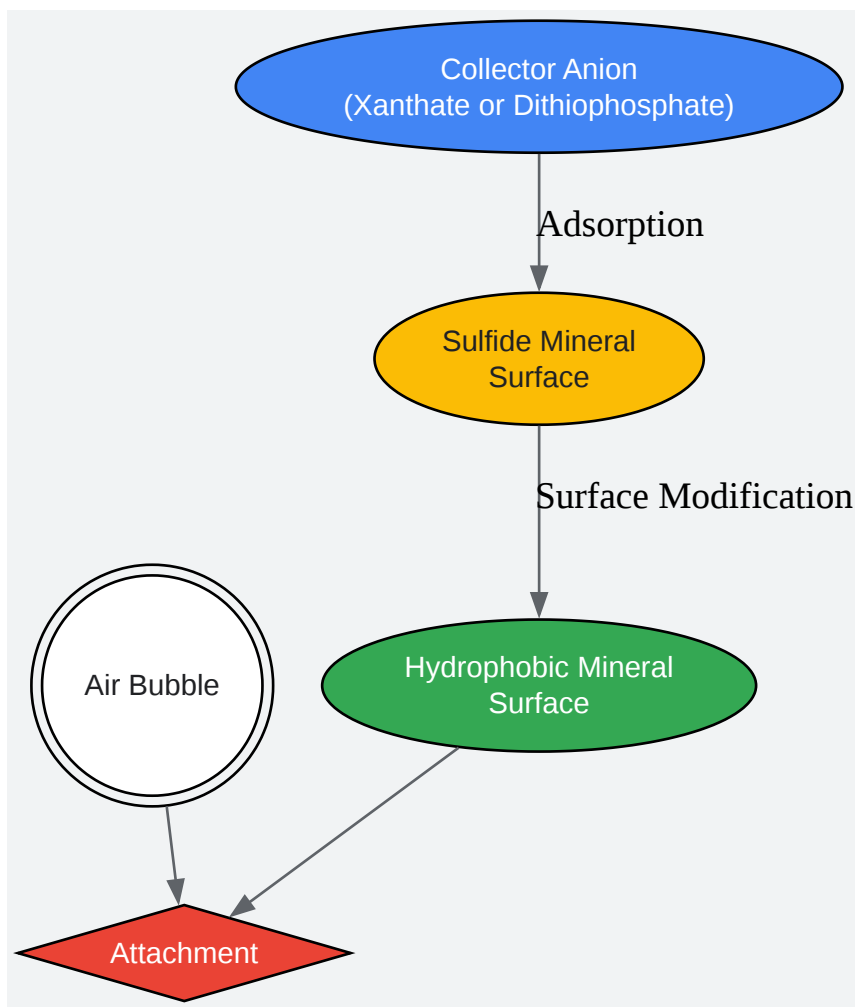 Collector Anion
(Xanthate or Dithiophosphate)
Adsorption
Sulfide Mineral
Surface
Surface Modification
Hydrophobic Mineral
Surface
Air Bubble
Attachment